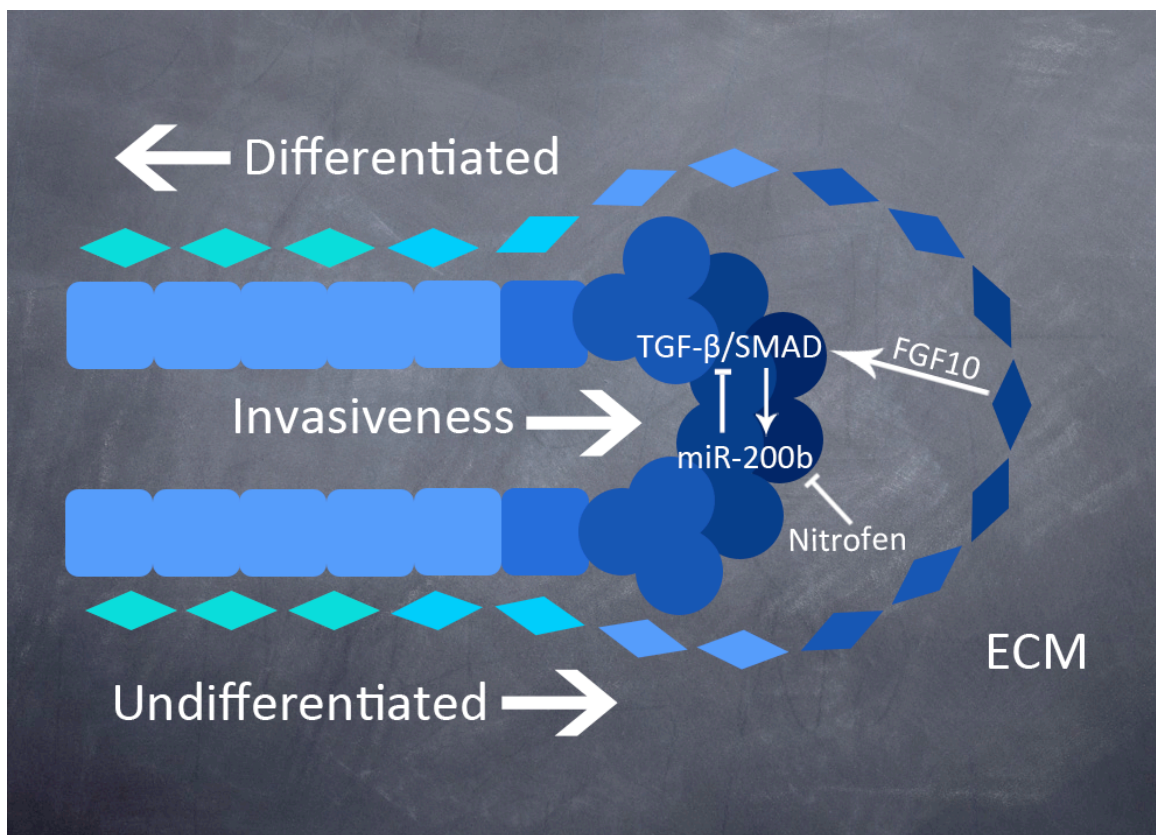 Differentiated
TGF-β/SMAD
FGF10
Invasiveness
miR-200b
Nitrofen
ECM
Undifferentiated